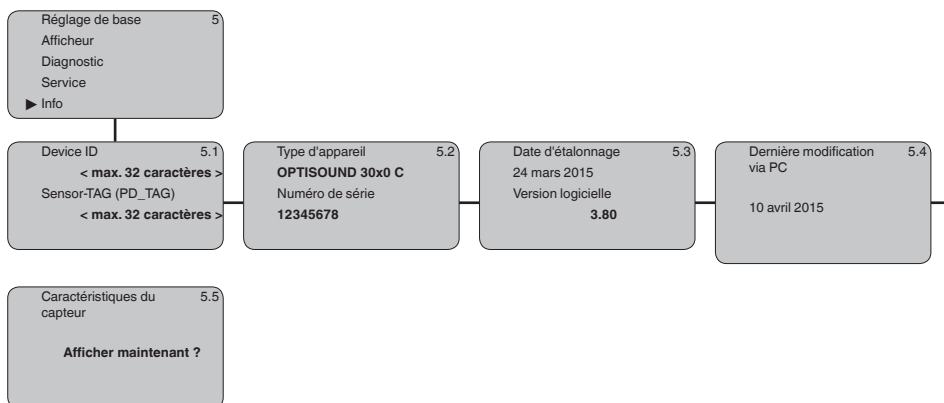 Réglage de base 5
Afficheur
Diagnostic
Service
▶ Info
Device ID 5.1
< max. 32 caractères >
Sensor-TAG (PD_TAG)
< max. 32 caractères >
Type d'appareil 5.2
OPTISOUND 30x0 C
Numéro de série
12345678
Date d'étalonnage 5.3
24 mars 2015
Version logicielle
3.80
Dernière modification 5.4
via PC
10 avril 2015
Caractéristiques du 5.5
capteur
Afficher maintenant ?